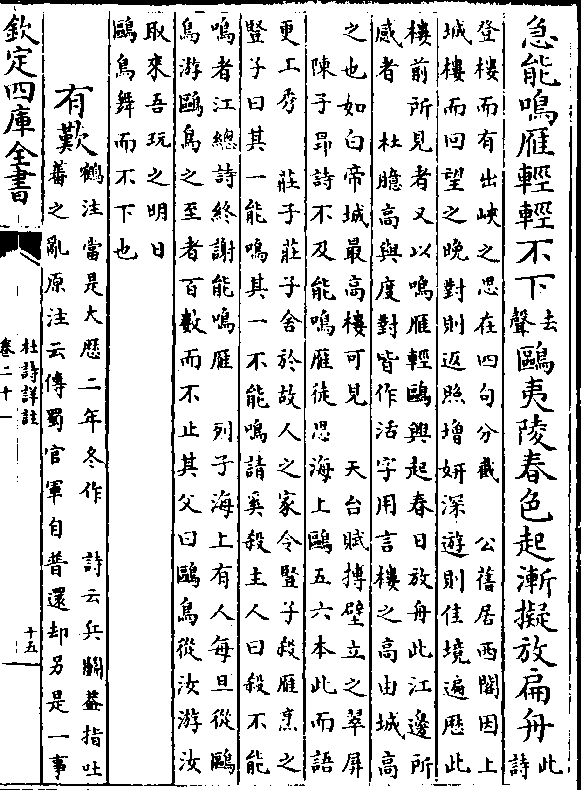 急能鳴雁輕輕不下去聲鷗夷陵春色起漸擬放扁舟此詩
登樓而有出峽之思在四句分截　公舊居西閣因上
城樓而回望之晚對則返照增妍深遊則佳境遍歷此
樓前所見者又以鳴雁輕鷗興起春日放舟此江邊所
感者　杜臆高與度對皆作活字用言樓之高由城高
之也如白帝城最高樓可見　天台賦摶壁立之翠屏
陳子昻詩不及能鳴雁徒思海上鷗五六本此而語
更工秀　莊子莊子舍於故人之家令豎子殺雁烹之
豎子曰其一能鳴其一不能鳴請奚殺主人曰殺不能
鳴者江總詩終謝能鳴雁　列子海上有人每旦從鷗
鳥游鷗鳥之至者百數而不止其父曰鷗鳥從汝游汝
取來吾玩之明日
鷗鳥舞而不下也
有歎鶴注當是大歴二年冬作　詩云兵鬭蓋指吐
蕃之亂原注云傳蜀官軍自普還却另是一事
欽定四庫全書
杜詩詳註
卷二十一
十五